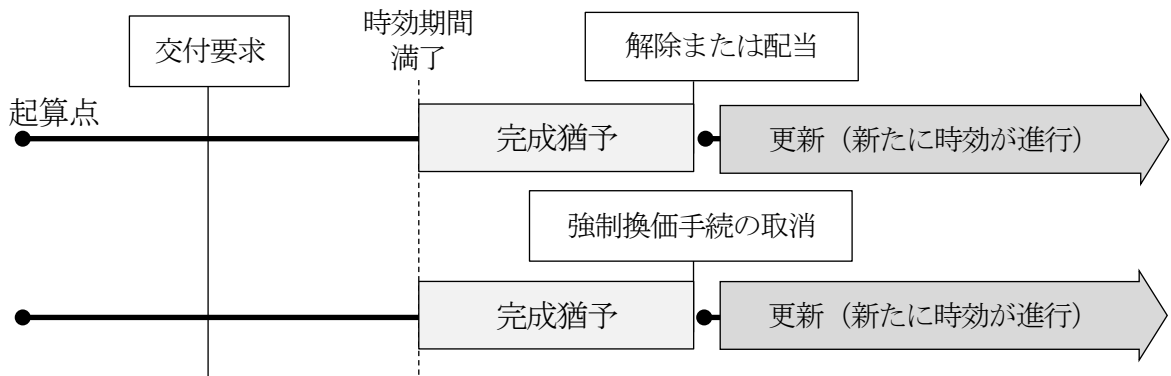 交付要求
時効期間
満了
解除または配当
起算点
完成猶予
更新（新たに時効が進行）
強制換価手続の取消
完成猶予
更新（新たに時効が進行）